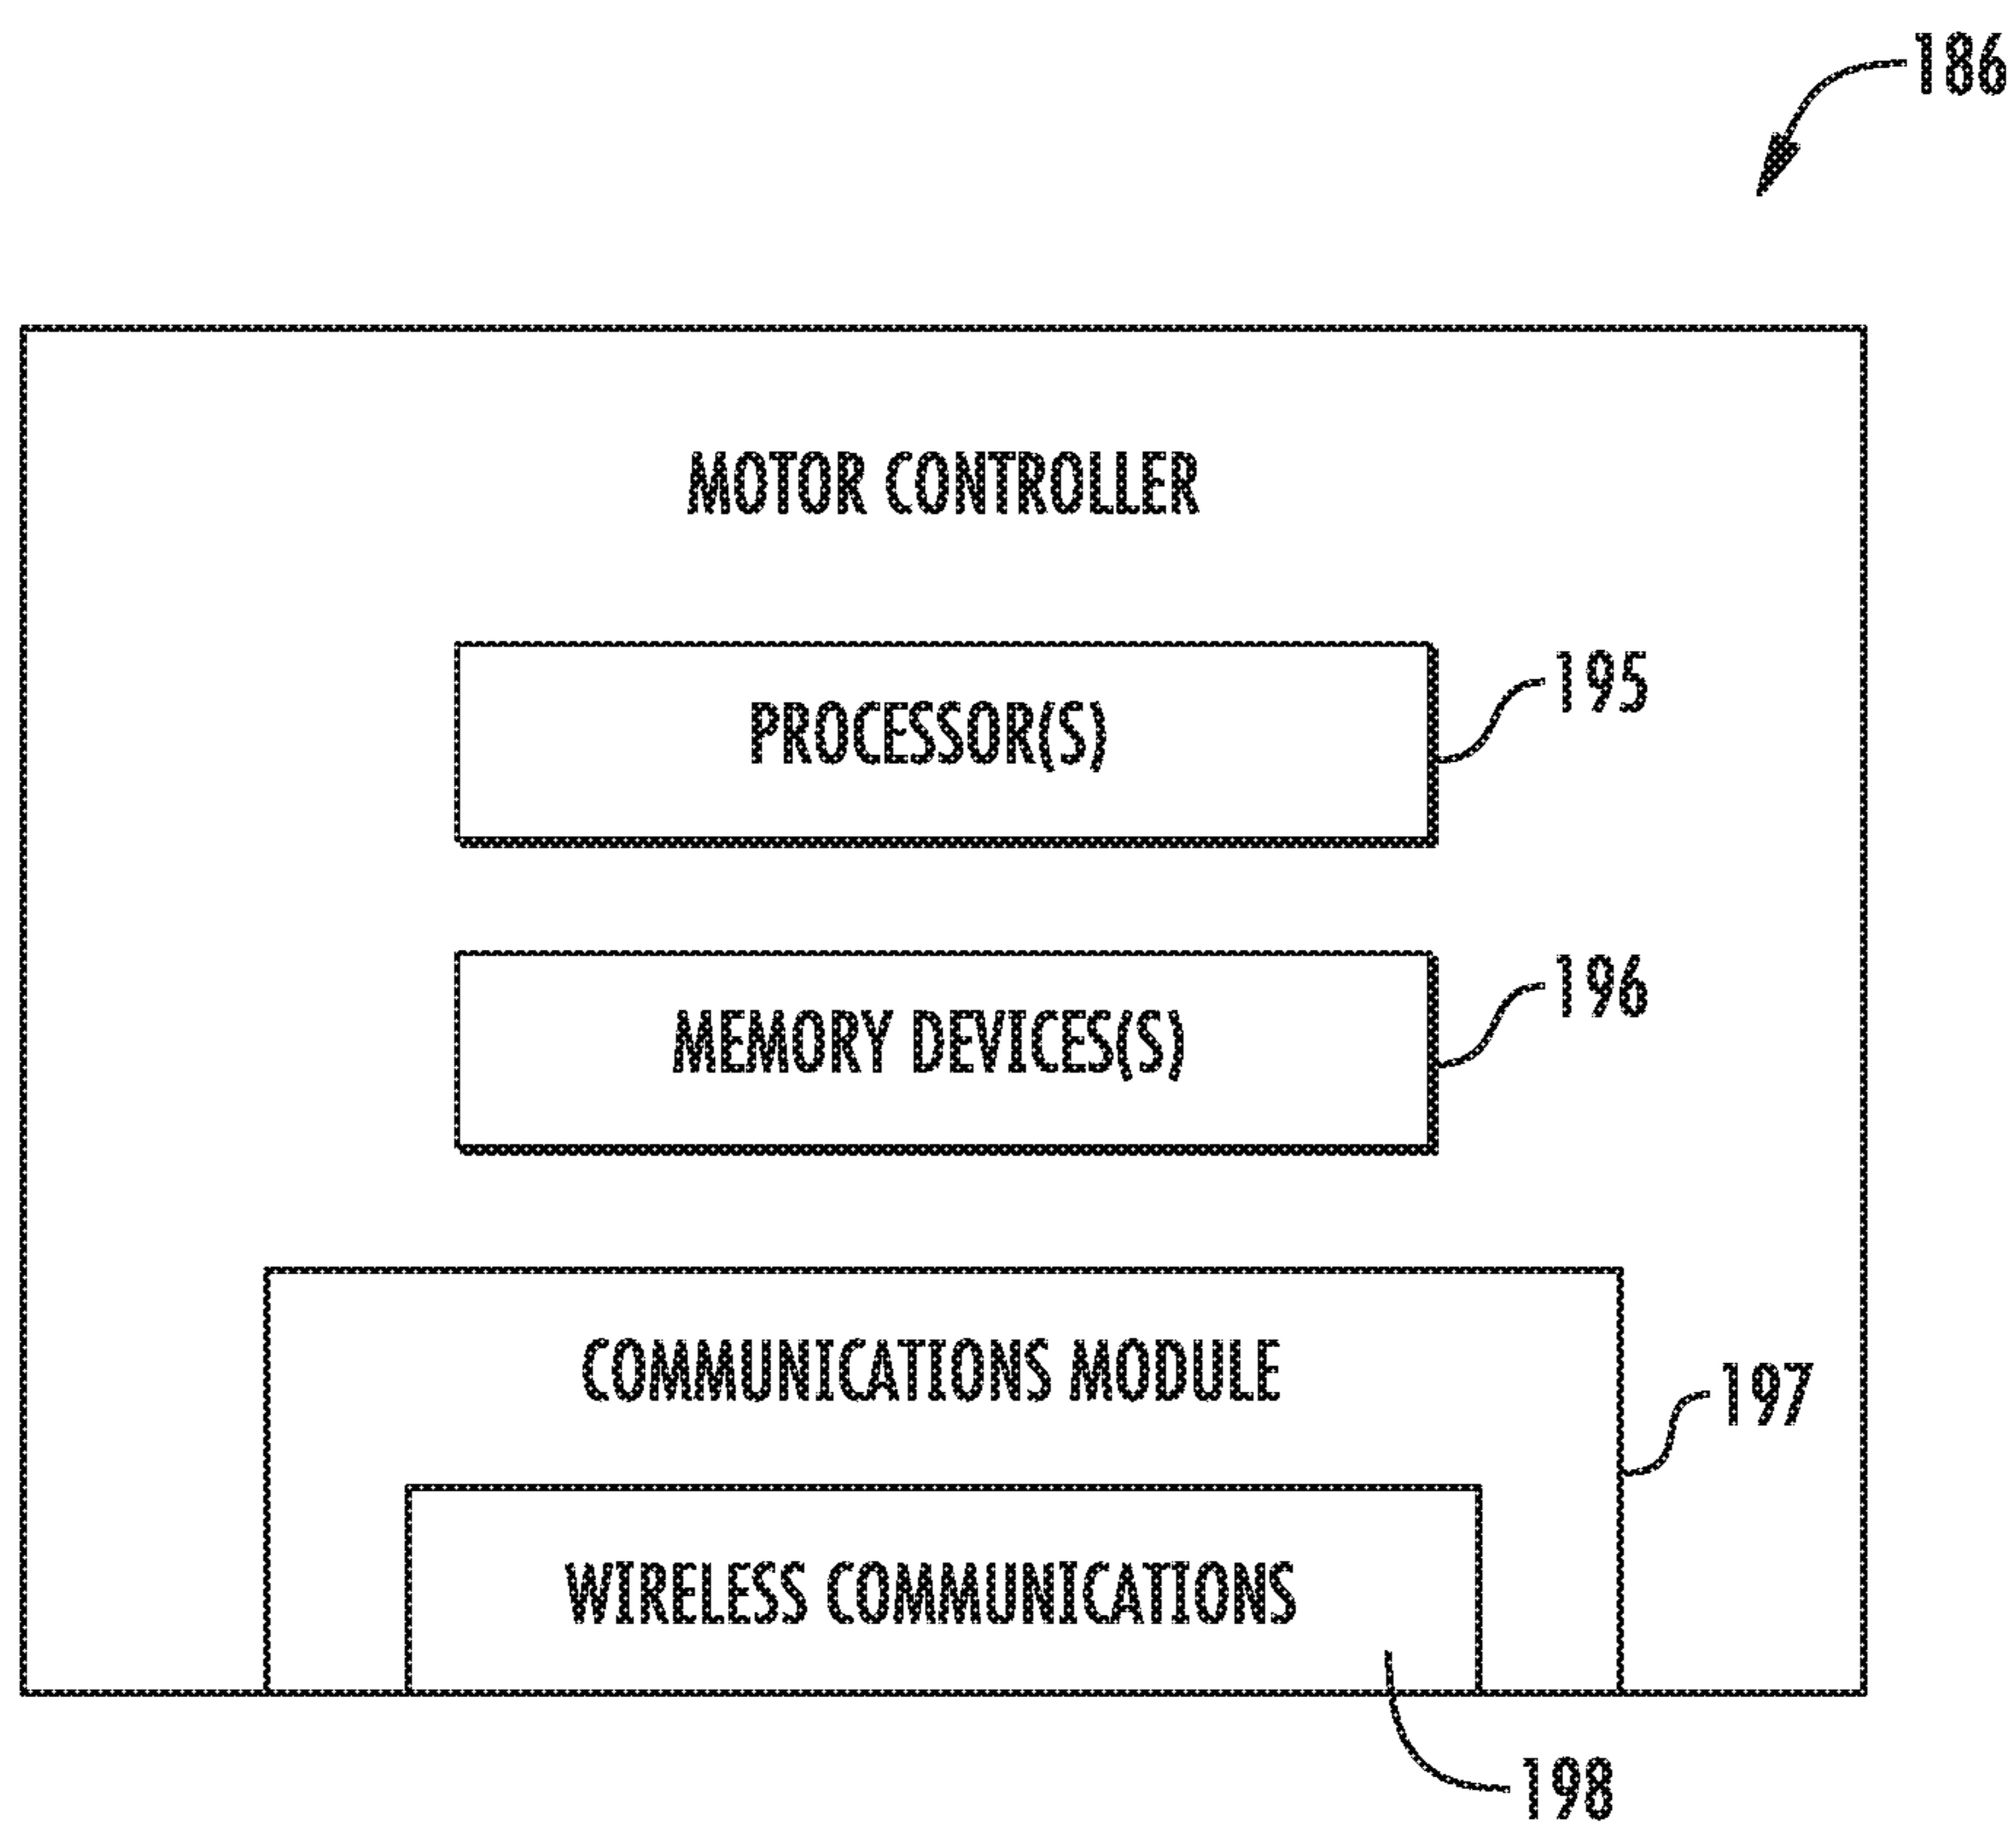 186
MOTOR CONTROLLER
PROCESSOR(S)
195
MEMORY DEVICES(S)
196
COMMUNICATIONS MODULE
197
WIRELESS COMMUNICATIONS
198